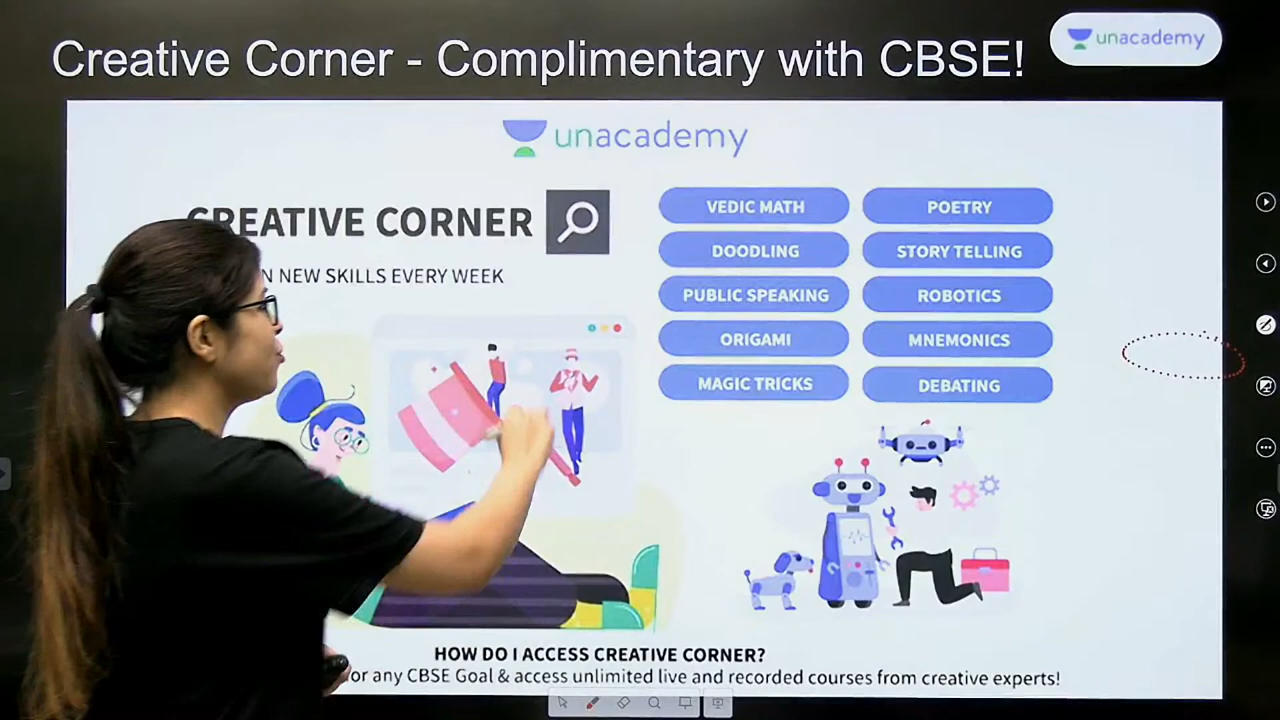 Creative Corner - Complimentary with CBSE!
unacademy
unacademy
CREATIVE CORNER
NEW SKILLS EVERY WEEK
VEDIC MATH
POETRY
DOODLING
STORY TELLING
PUBLIC SPEAKING
ROBOTICS
ORIGAMI
MNEMONICS
MAGIC TRICKS
DEBATING
HOW DO I ACCESS CREATIVE CORNER?
any CBSE Goal & access unlimited live and recorded courses from creative experts!